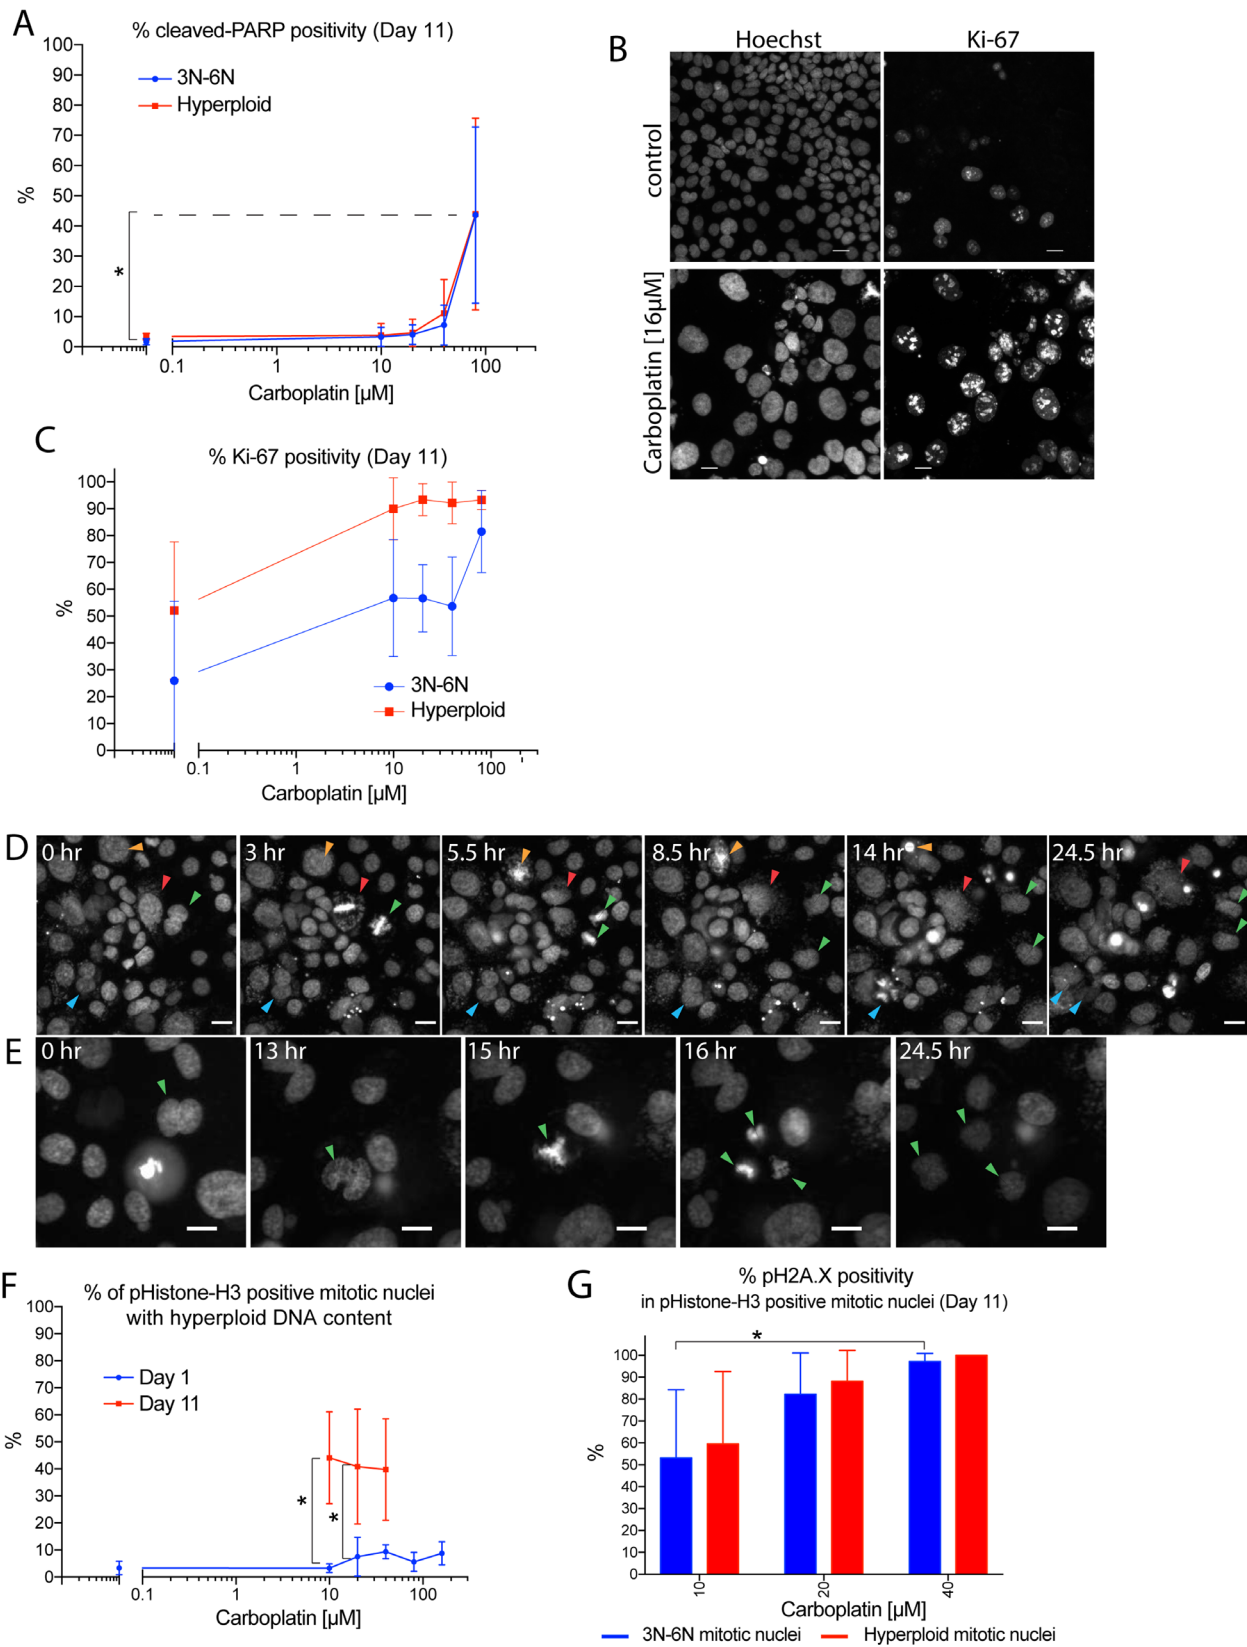 A
% cleaved-PARP positivity (Day 11)
100
90
80
70
60
50
40
30
20
10
0
%
3N-6N
Hyperploid
*
0.1
1
10
100
Carboplatin [µM]
B
Hoechst
Ki-67
control
Carboplatin [16µM]
C
% Ki-67 positivity (Day 11)
100
90
80
70
60
50
40
30
20
10
0
%
3N-6N
Hyperploid
0.1
1
10
100
Carboplatin [µM]
D
0 hr
3 hr
5.5 hr
8.5 hr
14 hr
24.5 hr
E
0 hr
13 hr
15 hr
16 hr
24.5 hr
F
% of pHistone-H3 positive mitotic nuclei
with hyperploid DNA content
100
90
80
70
60
50
40
30
20
10
0
%
Day 1
Day 11
*
*
0.1
1
10
100
Carboplatin [µM]
G
% pH2A.X positivity
in pHistone-H3 positive mitotic nuclei (Day 11)
*
100
90
80
70
60
50
40
30
20
10
0
%
10
20
40
Carboplatin [µM]
3N-6N mitotic nuclei
Hyperploid mitotic nuclei